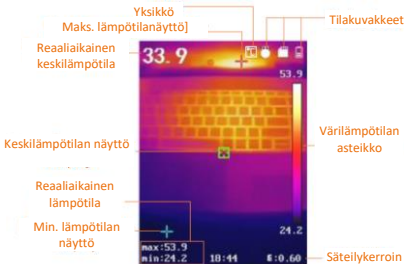 Yksikkö
Maks. lämpötilanäyttö]
Tilakuvakkeet
Reaaliaikainen
keskilämpötila
33.9
53.9
Keskilämpötilan näyttö
Värilämpötilan
asteikko
Reaaliaikainen
lämpötila
Min. lämpötilan
näyttö
24.2
max:53.9
min:24.2
18:44
E:0.60
Säteilykerroin